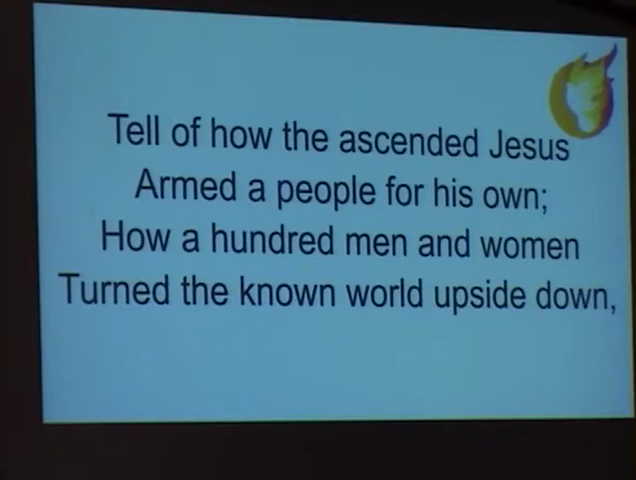 Tell of how the ascended Jesus
Armed a people for his own;
How a hundred men and women
Turned the known world upside down,